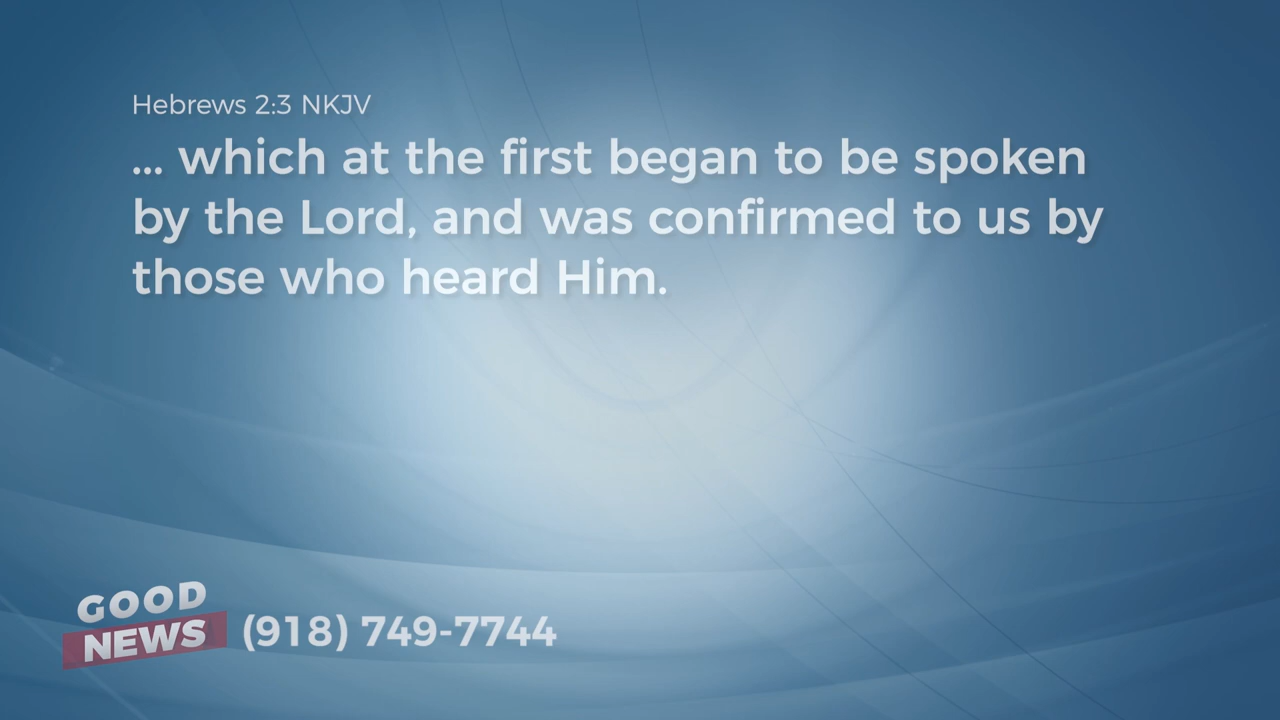 Hebrews 2:3 NKJV
... which at the first began to be spoken
by the Lord, and was confirmed to us by
those who heard Him.
GOOD
NEWS
(918) 749-7744